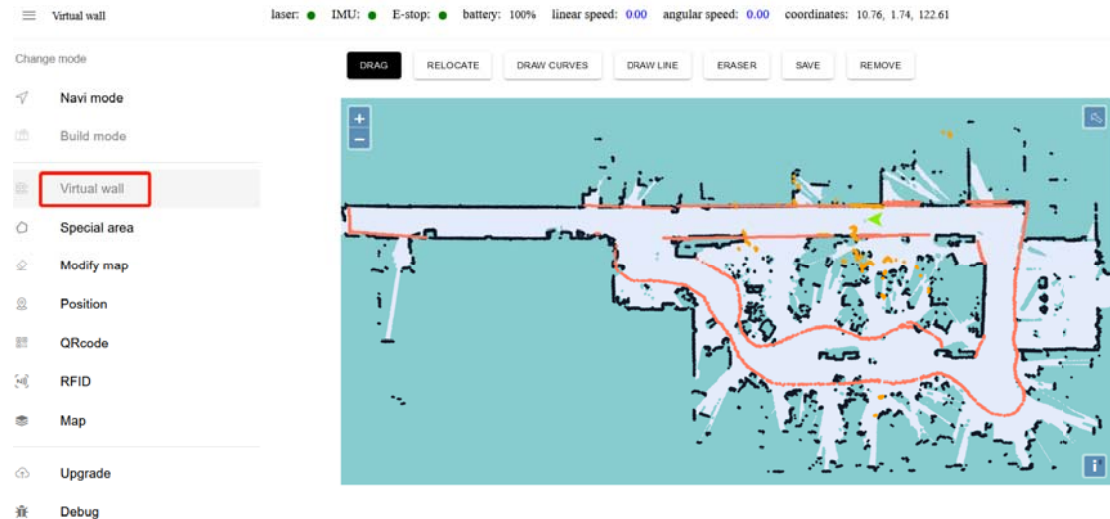 Virtual wall laser: IMU: E-stop: battery: 100% linear speed: 0.00 angular speed: 0.00 coordinates: 10.76, 1.74, 122.61
Change mode
DRAG RELOCATE DRAW CURVES DRAW LINE ERASER SAVE REMOVE
Navi mode
+
Build mode
−
Virtual wall
Special area
Modify map
Position
QRcode
RFID
Map
Upgrade
i
Debug